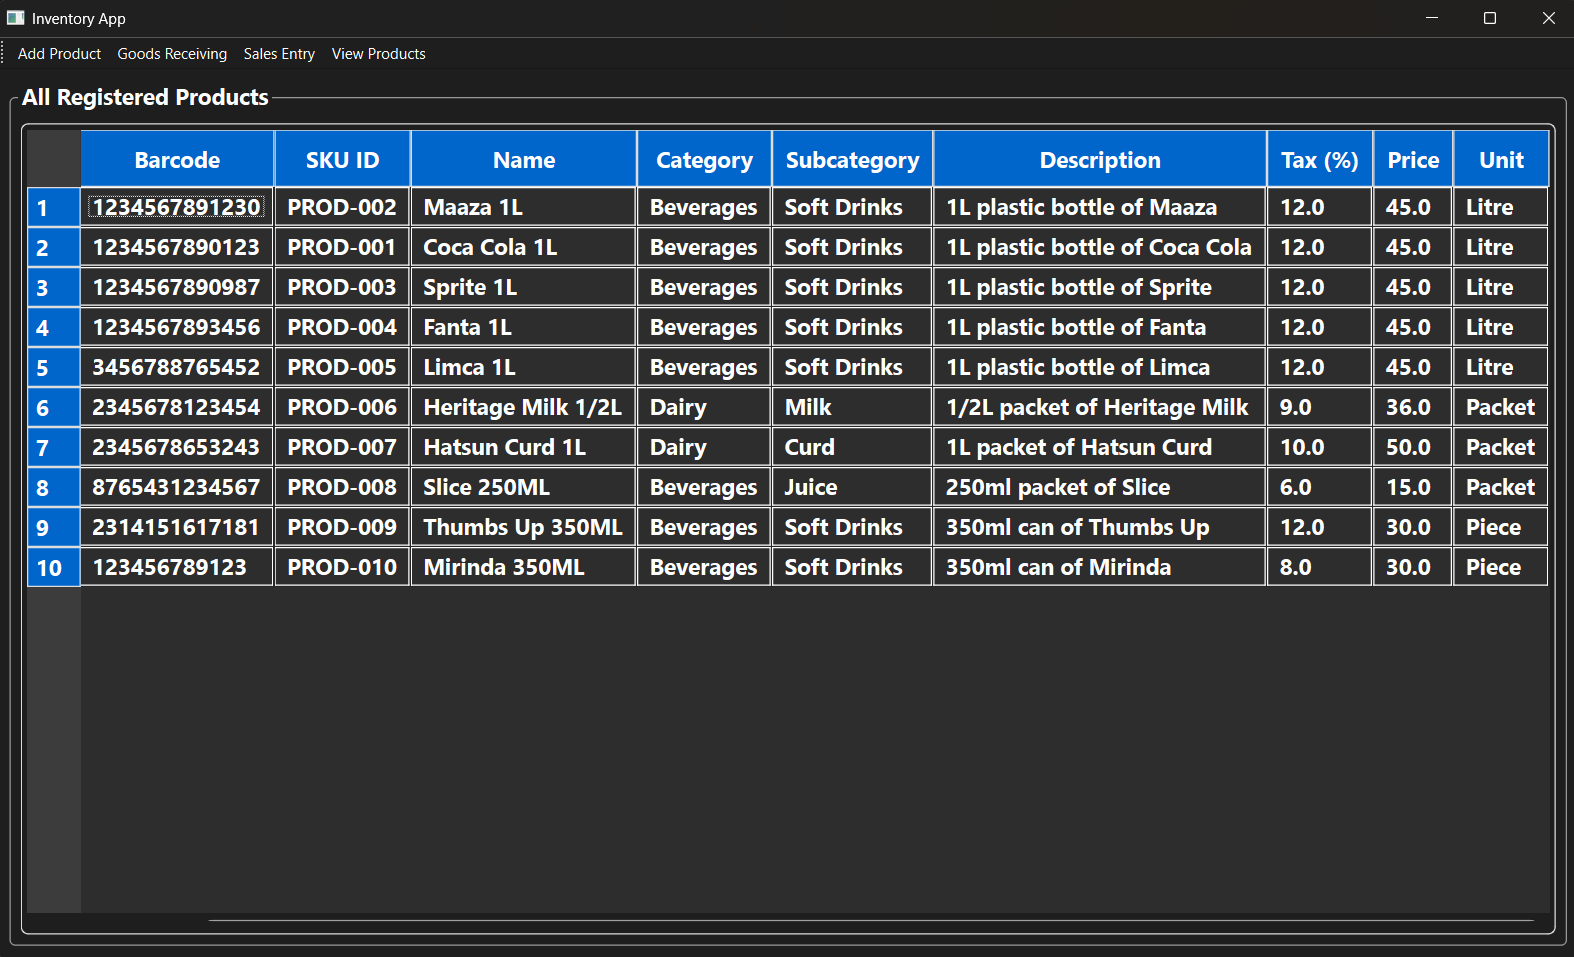 Inventory App
Add Product Goods Receiving Sales Entry View Products
All Registered Products
Barcode SKU ID Name Category Subcategory Description Tax (%) Price Unit
1 1234567891230 PROD-002 Maaza 1L Beverages Soft Drinks 1L plastic bottle of Maaza 12.0 45.0 Litre
2 1234567890123 PROD-001 Coca Cola 1L Beverages Soft Drinks 1L plastic bottle of Coca Cola 12.0 45.0 Litre
3 1234567890987 PROD-003 Sprite 1L Beverages Soft Drinks 1L plastic bottle of Sprite 12.0 45.0 Litre
4 1234567893456 PROD-004 Fanta 1L Beverages Soft Drinks 1L plastic bottle of Fanta 12.0 45.0 Litre
5 3456788765452 PROD-005 Limca 1L Beverages Soft Drinks 1L plastic bottle of Limca 12.0 45.0 Litre
6 2345678123454 PROD-006 Heritage Milk 1/2L Dairy Milk 1/2L packet of Heritage Milk 9.0 36.0 Packet
7 2345678653243 PROD-007 Hatsun Curd 1L Dairy Curd 1L packet of Hatsun Curd 10.0 50.0 Packet
8 8765431234567 PROD-008 Slice 250ML Beverages Juice 250ml packet of Slice 6.0 15.0 Packet
9 2314151617181 PROD-009 Thumbs Up 350ML Beverages Soft Drinks 350ml can of Thumbs Up 12.0 30.0 Piece
10 123456789123 PROD-010 Mirinda 350ML Beverages Soft Drinks 350ml can of Mirinda 8.0 30.0 Piece